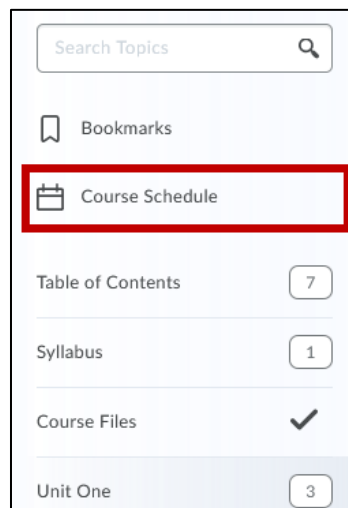 Search Topics
Bookmarks
Course Schedule
Table of Contents 7
Syllabus 1
Course Files
Unit One 3